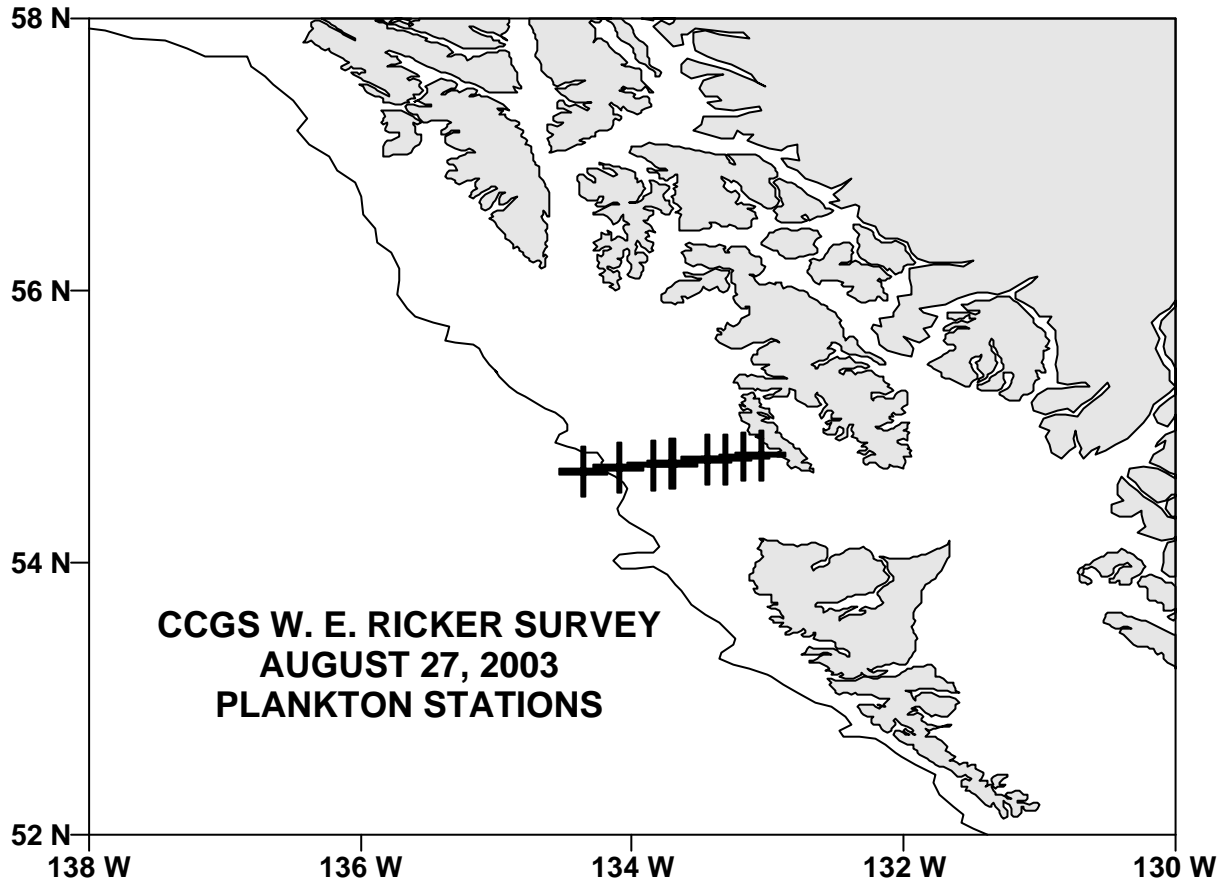 58 N
56 N
54 N
CCGS W. E. RICKER SURVEY
AUGUST 27, 2003
PLANKTON STATIONS
52 N
138 W 136 W 134 W 132 W 130 W